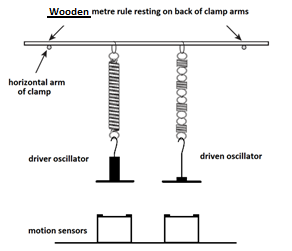 Wooden metre rule resting on back of clamp arms
horizontal arm
of clamp
driver oscillator
driven oscillator
motion sensors